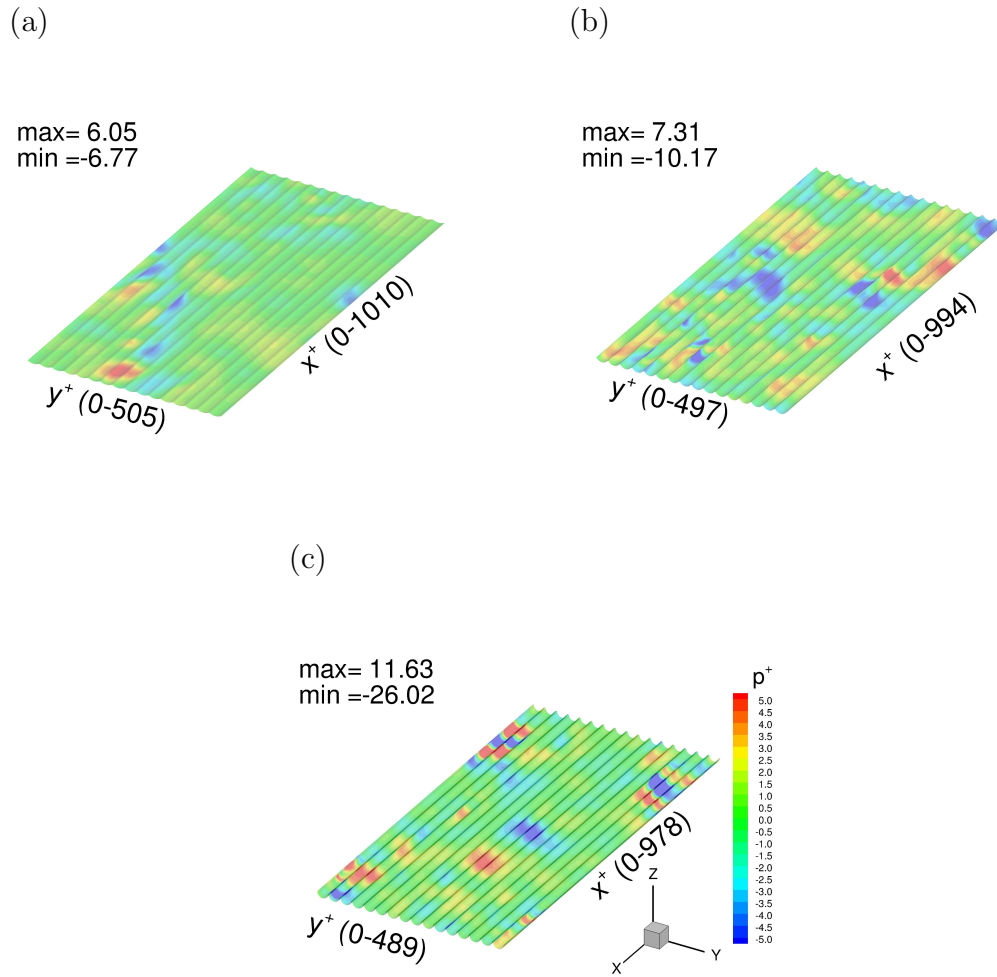 (a)
max= 6.05
min =-6.77
y⁺ (0-505)
x⁺ (0-1010)
(b)
max= 7.31
min =-10.17
y⁺ (0-497)
x⁺ (0-994)
(c)
max= 11.63
min =-26.02
y⁺ (0-489)
x⁺ (0-978)
p⁺
5.0
4.5
4.0
3.5
3.0
2.5
2.0
1.5
1.0
0.5
0.0
-0.5
-1.0
-1.5
-2.0
-2.5
-3.0
-3.5
-4.0
-4.5
-5.0
Z
Y
X